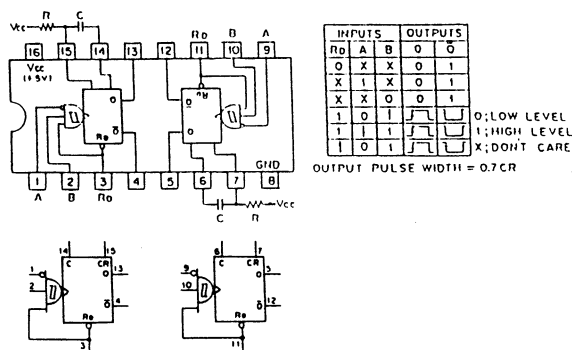 Vcc R C
16 15 14 13 12 11 10 9
RD B A
Vcc
(+5V)
Q Q̄
RD Q̄ Q
GND
1 2 3 4 5 6 7 8
A B RD
C R Vcc
INPUTS OUTPUTS
RD A B Q Q̄
0 X X 0 1
X 1 X 0 1
X X 0 0 1
1 0
1 1
0 1
0; LOW LEVEL
1; HIGH LEVEL
X; DON'T CARE
OUTPUT PULSE WIDTH = 0.7CR
14 15
C CR
1 2
Q 13
Q̄ 4
RD
3
6 7
C CR
9 10
Q 5
Q̄ 12
RD
11